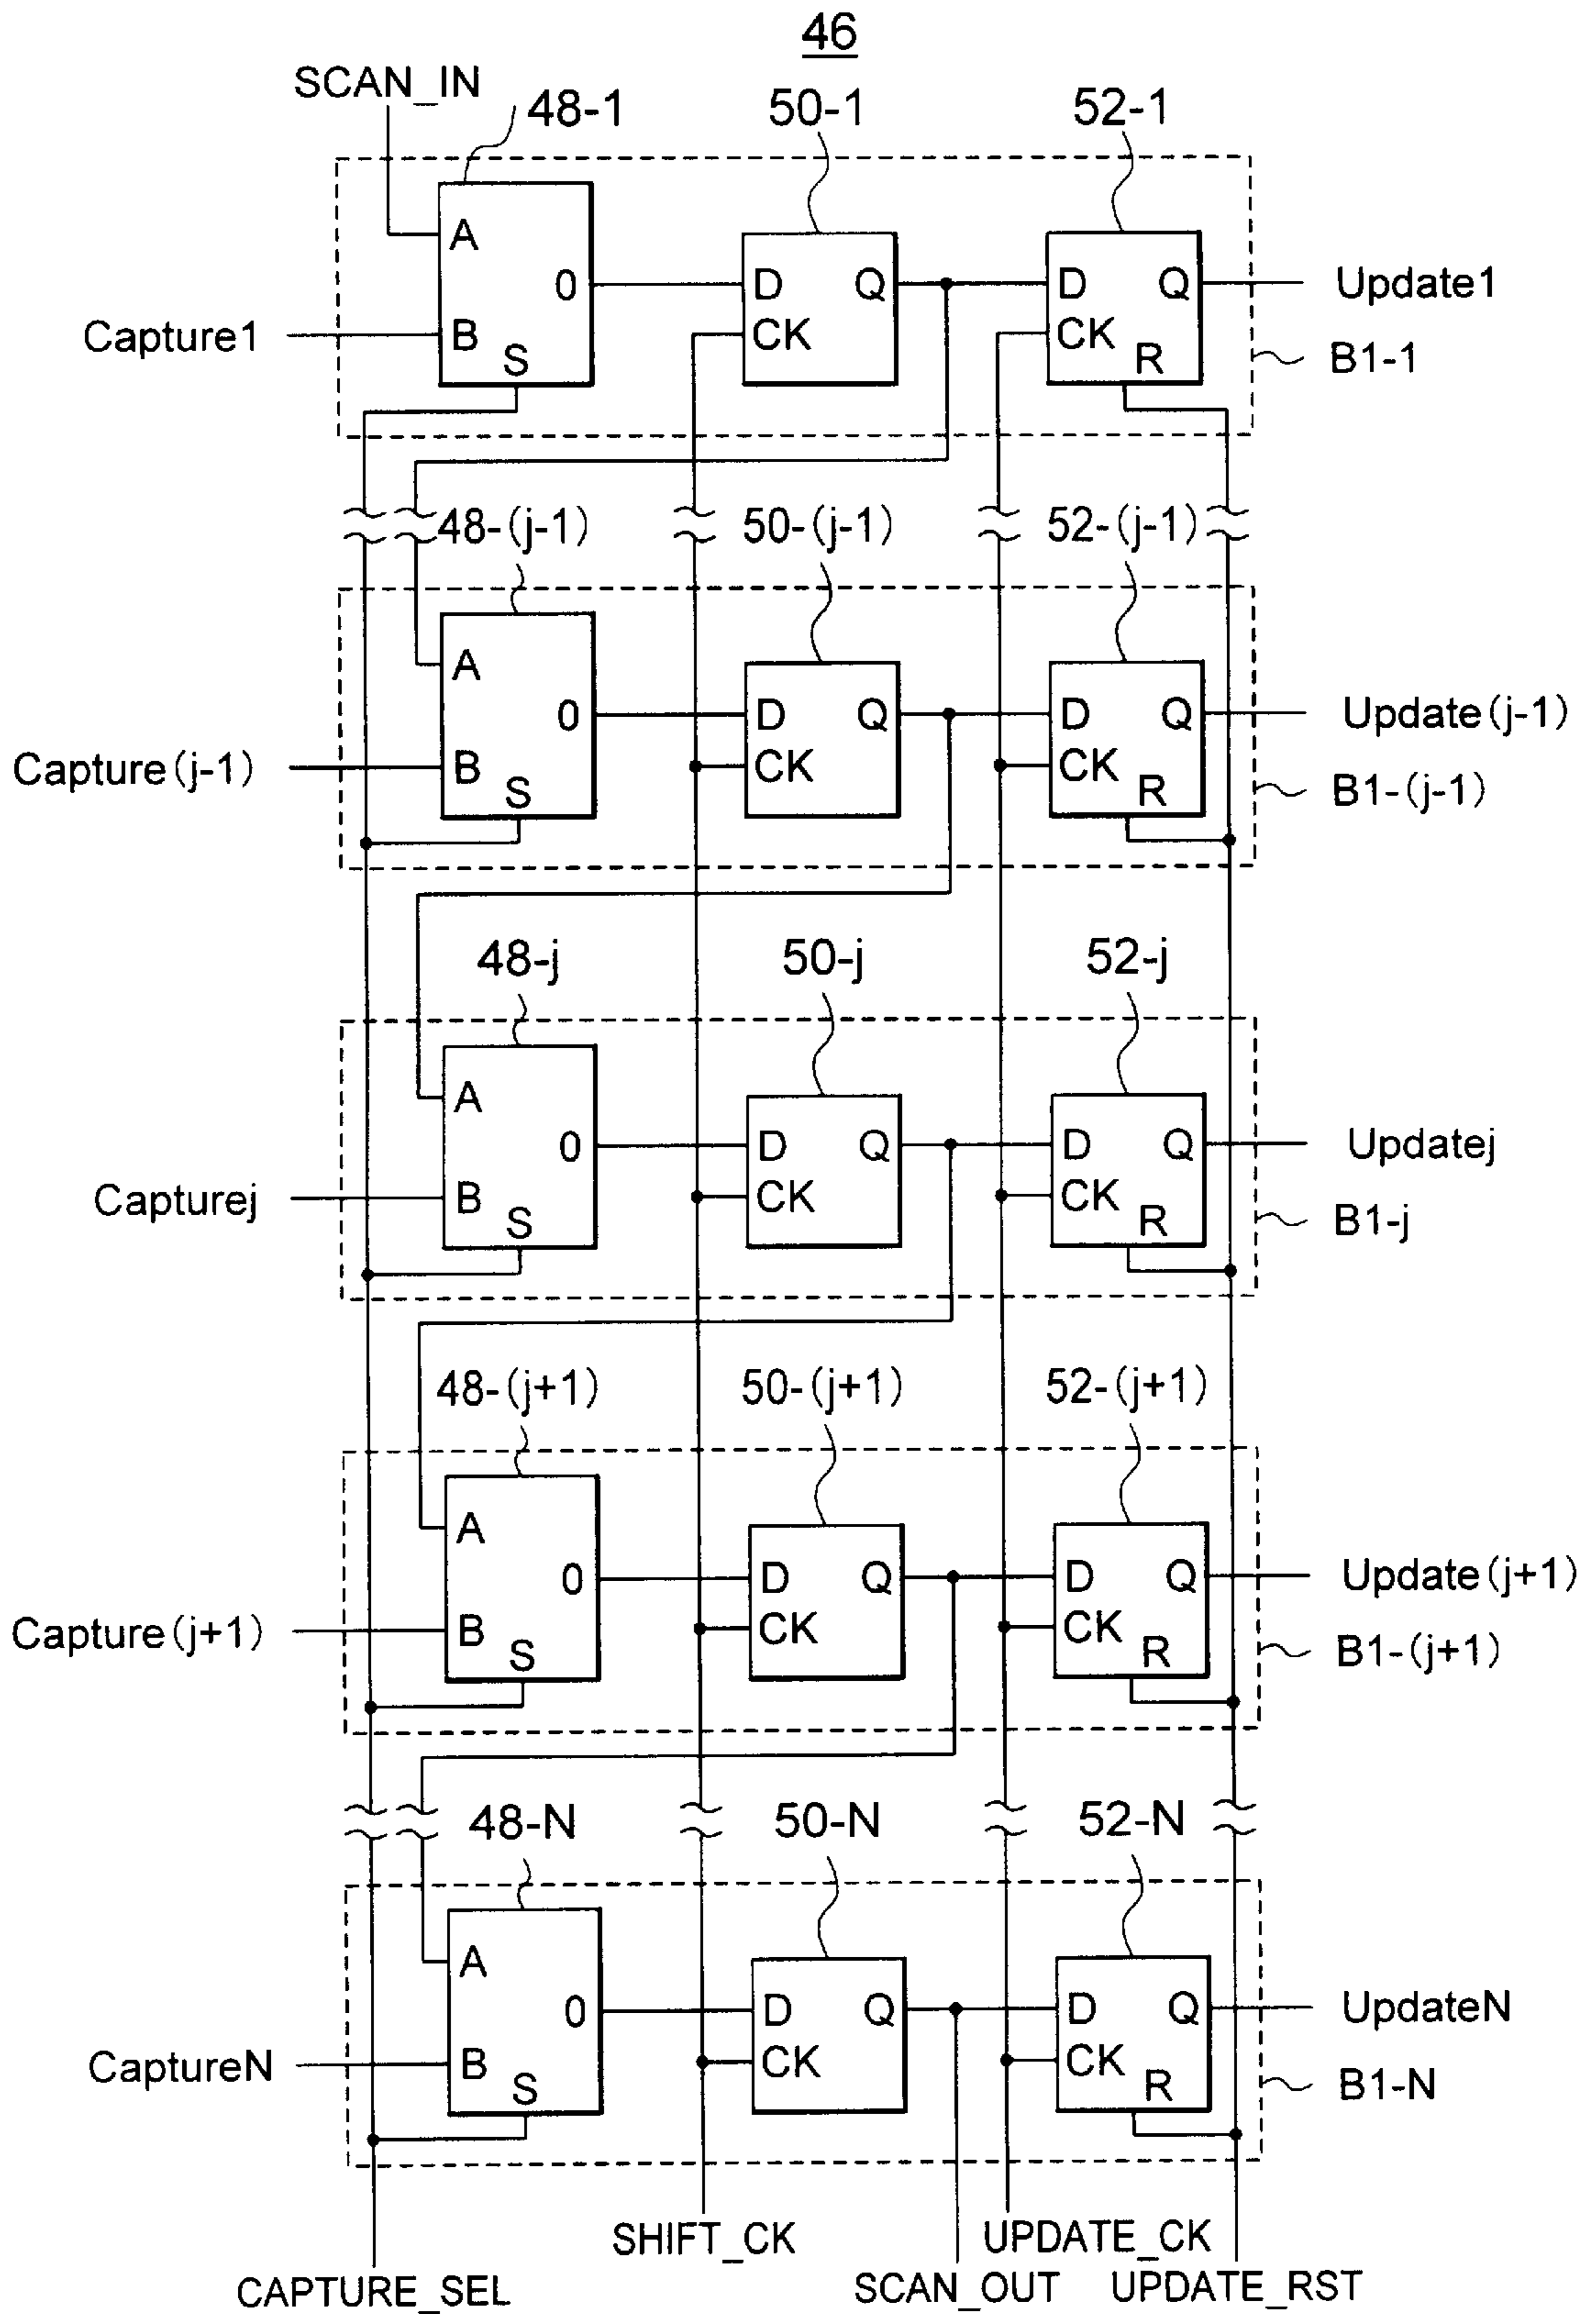 46
SCAN_IN
48-1
50-1
52-1
A
B
S
0
D
CK
Q
D
CK
Q
R
Capture1
Update1
B1-1
48-(j-1)
50-(j-1)
52-(j-1)
A
B
S
0
D
CK
Q
D
CK
Q
R
Capture(j-1)
Update(j-1)
B1-(j-1)
48-j
50-j
52-j
A
B
S
0
D
CK
Q
D
CK
Q
R
Capturej
Updatej
B1-j
48-(j+1)
50-(j+1)
52-(j+1)
A
B
S
0
D
CK
Q
D
CK
Q
R
Capture(j+1)
Update(j+1)
B1-(j+1)
48-N
50-N
52-N
A
B
S
0
D
CK
Q
D
CK
Q
R
CaptureN
UpdateN
B1-N
SHIFT_CK
UPDATE_CK
CAPTURE_SEL
SCAN_OUT
UPDATE_RST